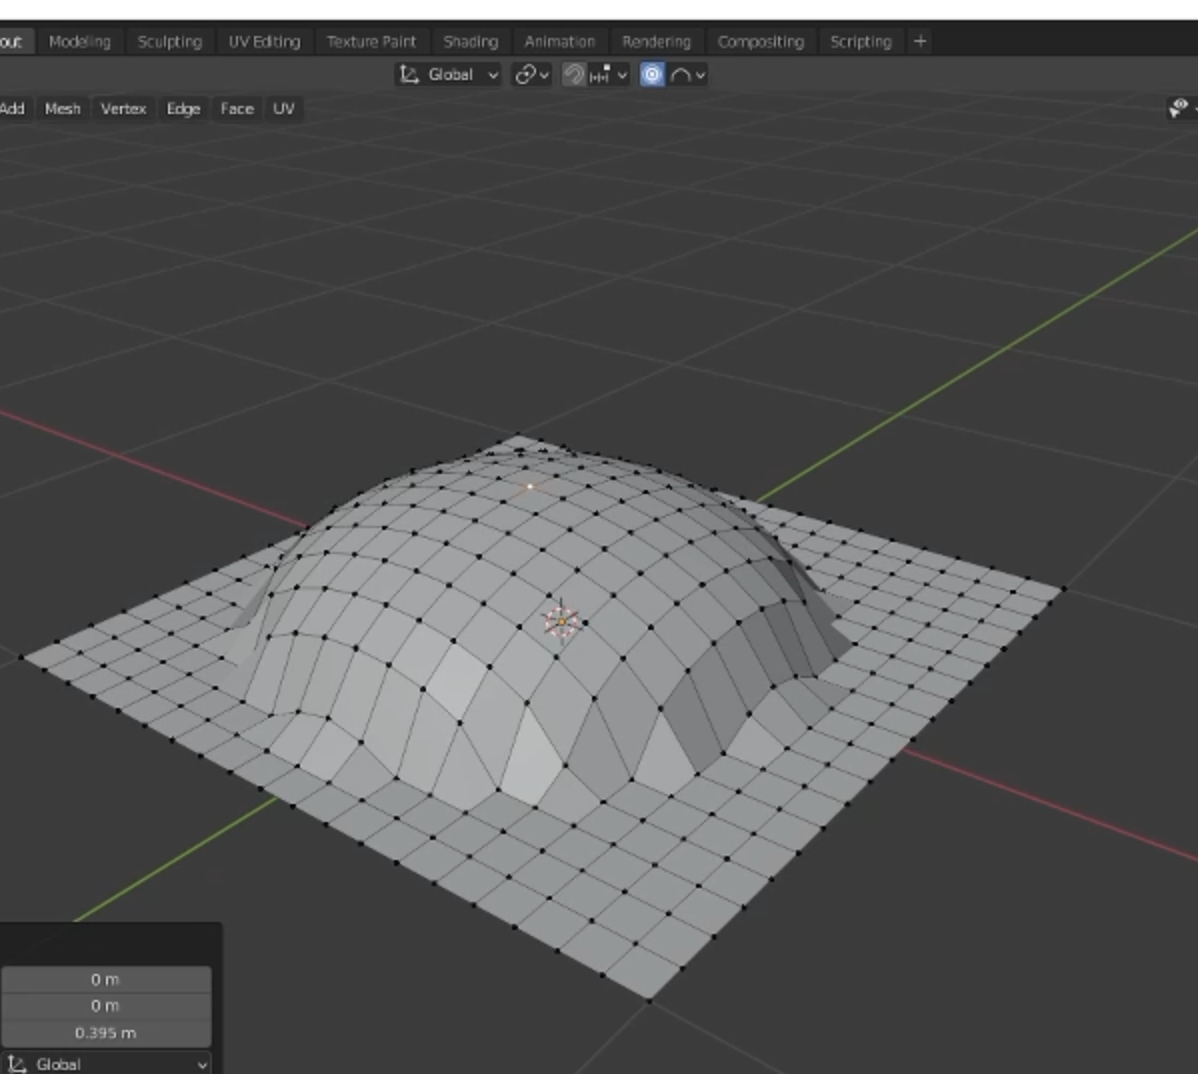 out Modeling Sculpting UV Editing Texture Paint Shading Animation Rendering Compositing Scripting +
Global
Add Mesh Vertex Edge Face UV
0 m
0 m
0.395 m
Global